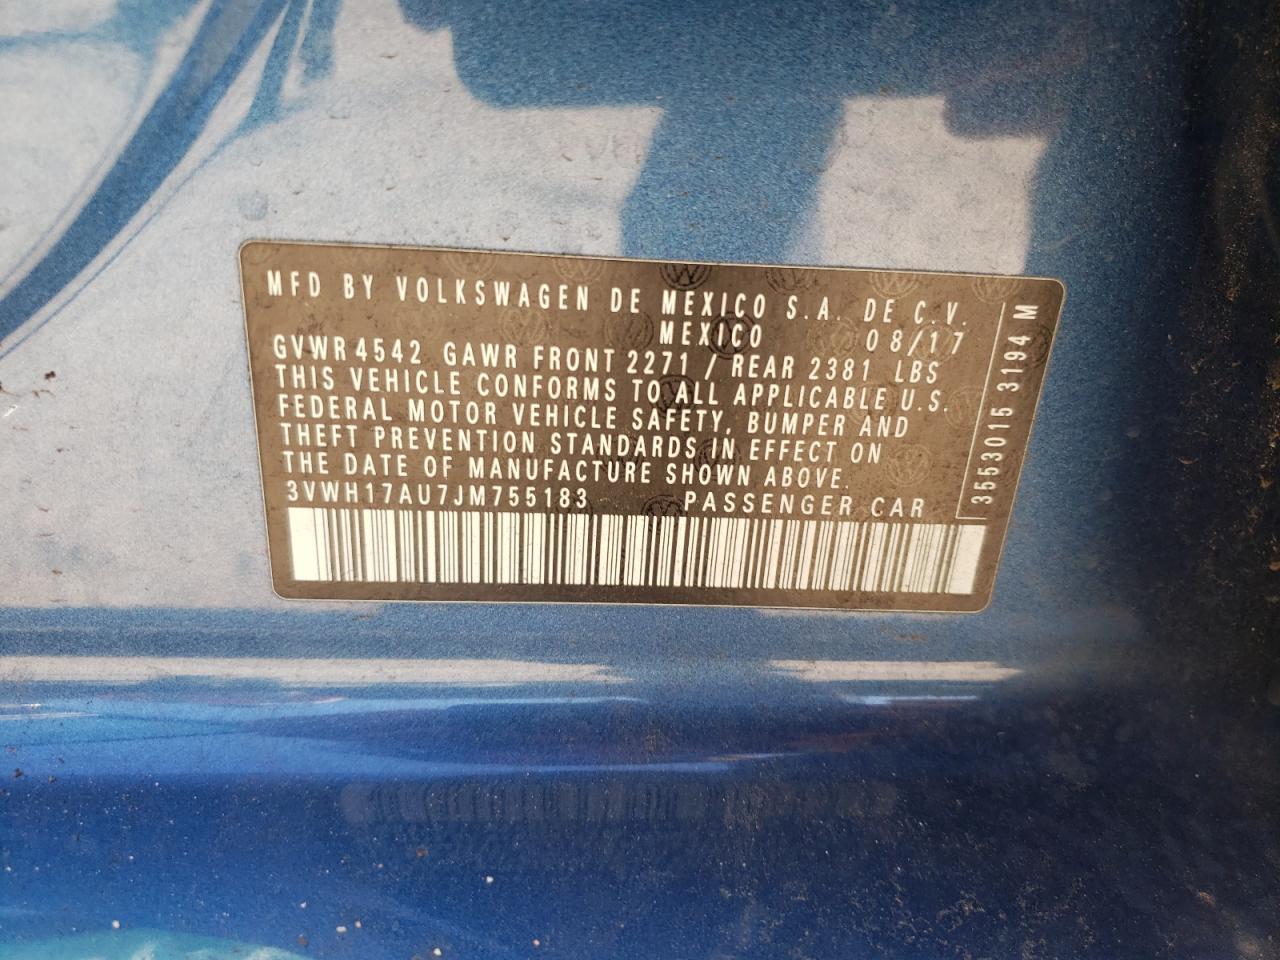 MFD BY VOLKSWAGEN DE MEXICO S.A. DE C.V.
MEXICO 08/17
GVWR 4542 GAWR FRONT 2271 / REAR 2381 LBS
THIS VEHICLE CONFORMS TO ALL APPLICABLE U.S.
FEDERAL MOTOR VEHICLE SAFETY, BUMPER AND
THEFT PREVENTION STANDARDS IN EFFECT ON
THE DATE OF MANUFACTURE SHOWN ABOVE.
3VWH17AU7JM755183 PASSENGER CAR
3553015 3194 M